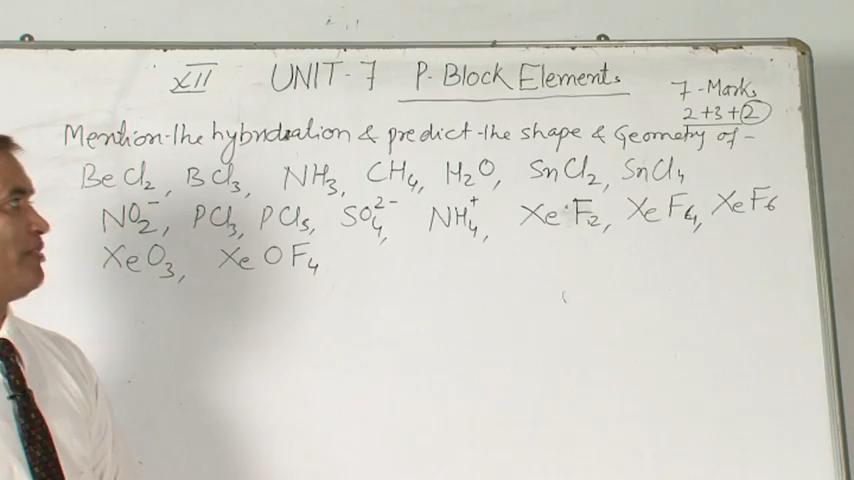 XII UNIT-7 P-Block Elements
7-Marks
2+3+2
Mention the hybridization & predict the shape & Geometry of-
BeCl₂, BCl₃, NH₃, CH₄, H₂O, SnCl₂, SnCl₄
NO₂⁻, PCl₃, PCl₅, SO₄²⁻, NH₄⁺, XeF₂, XeF₄, XeF₆
XeO₃, XeOF₄